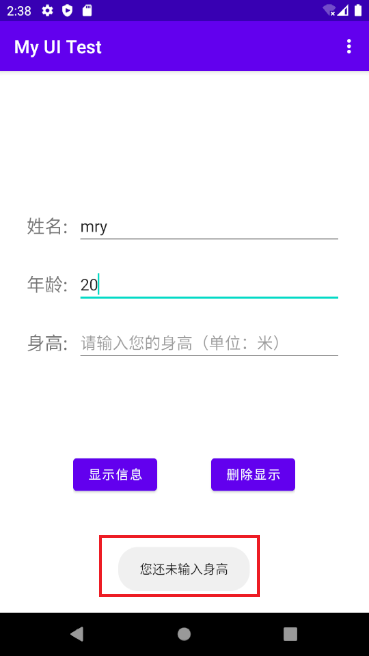 2:38
My UI Test
姓名: mry
年龄: 20
身高: 请输入您的身高（单位：米）
显示信息 删除显示
您还未输入身高